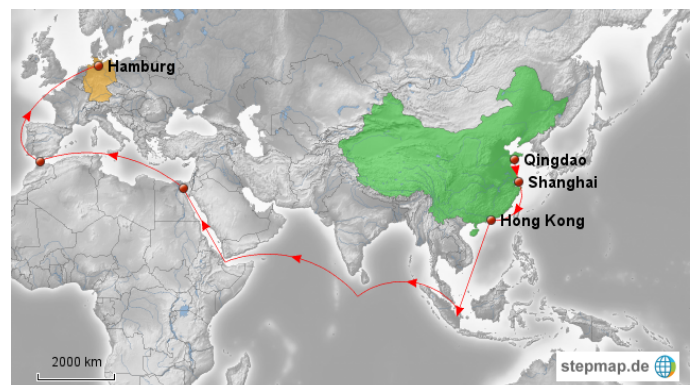 Hamburg
Qingdao
Shanghai
Hong Kong
2000 km
stepmap.de